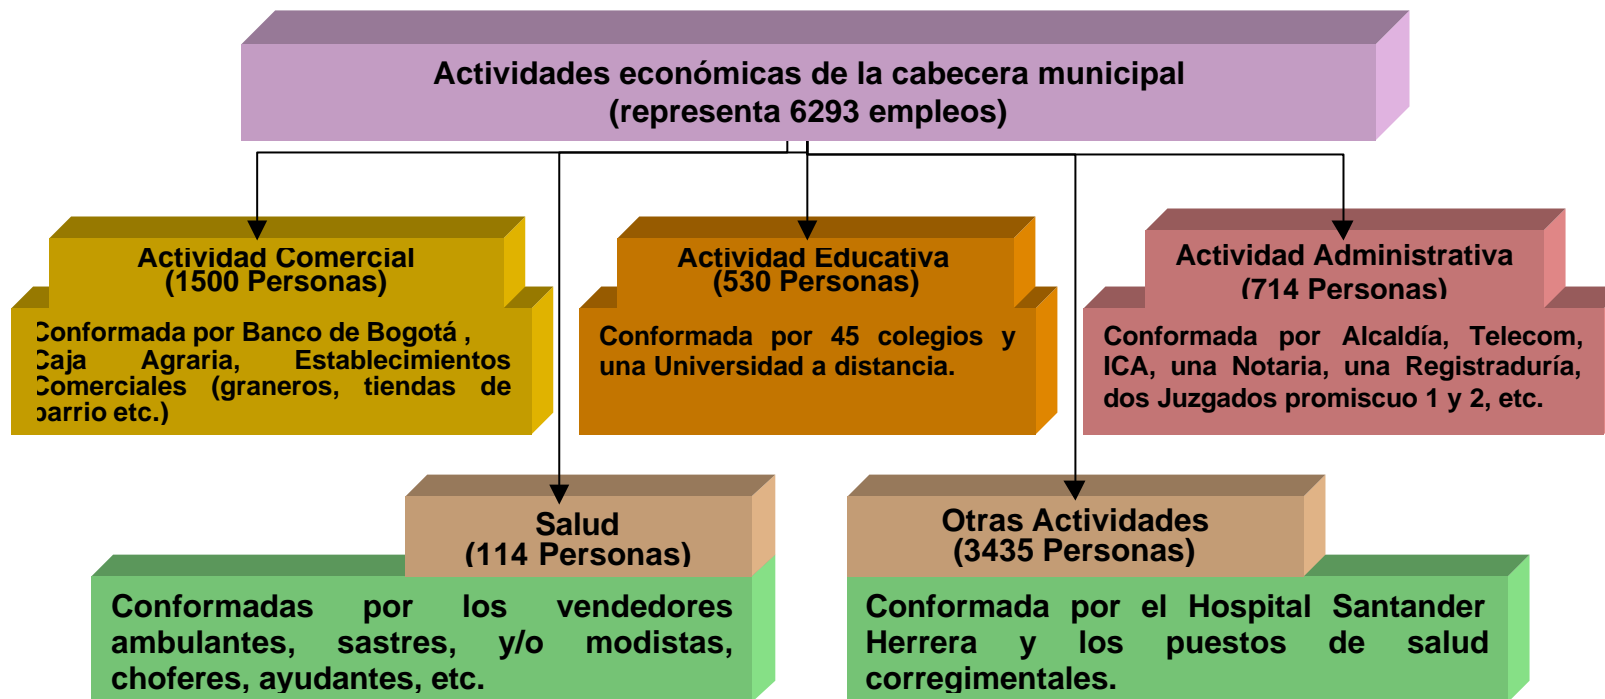 Actividades económicas de la cabecera municipal
(representa 6293 empleos)
Actividad Comercial
(1500 Personas)
Conformada por Banco de Bogotá ,
Caja Agraria, Establecimientos
Comerciales (graneros, tiendas de
barrio etc.)
Actividad Educativa
(530 Personas)
Conformada por 45 colegios y
una Universidad a distancia.
Actividad Administrativa
(714 Personas)
Conformada por Alcaldía, Telecom,
ICA, una Notaria, una Registraduría,
dos Juzgados promiscuo 1 y 2, etc.
Salud
(114 Personas)
Conformadas por los vendedores
ambulantes, sastres, y/o modistas,
choferes, ayudantes, etc.
Otras Actividades
(3435 Personas)
Conformada por el Hospital Santander
Herrera y los puestos de salud
corregimentales.